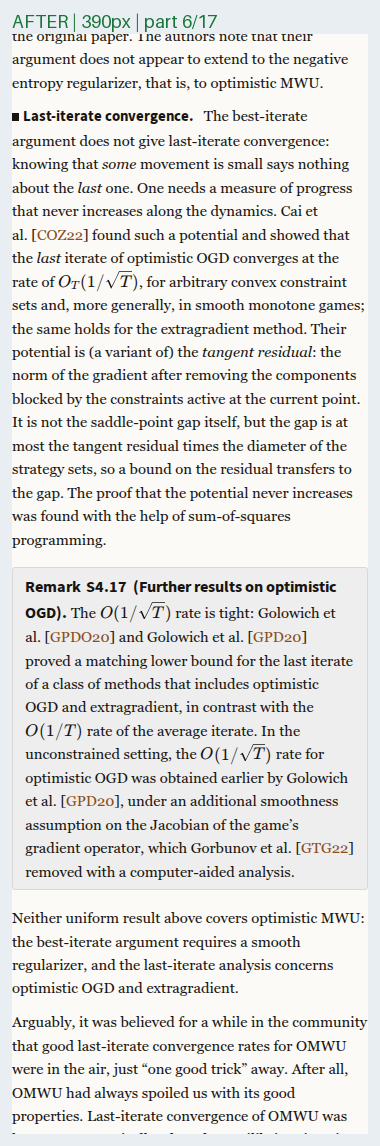 AFTER | 390px | part 6/17
the original paper. The authors note that their
argument does not appear to extend to the negative
entropy regularizer, that is, to optimistic MWU.
■ Last-iterate convergence. The best-iterate
argument does not give last-iterate convergence:
knowing that some movement is small says nothing
about the last one. One needs a measure of progress
that never increases along the dynamics. Cai et
al. [COZ22] found such a potential and showed that
the last iterate of optimistic OGD converges at the
rate of O_T(1/√T), for arbitrary convex constraint
sets and, more generally, in smooth monotone games;
the same holds for the extragradient method. Their
potential is (a variant of) the tangent residual: the
norm of the gradient after removing the components
blocked by the constraints active at the current point.
It is not the saddle-point gap itself, but the gap is at
most the tangent residual times the diameter of the
strategy sets, so a bound on the residual transfers to
the gap. The proof that the potential never increases
was found with the help of sum-of-squares
programming.
Remark S4.17 (Further results on optimistic
OGD). The O(1/√T) rate is tight: Golowich et
al. [GPDO20] and Golowich et al. [GPD20]
proved a matching lower bound for the last iterate
of a class of methods that includes optimistic
OGD and extragradient, in contrast with the
O(1/T) rate of the average iterate. In the
unconstrained setting, the O(1/√T) rate for
optimistic OGD was obtained earlier by Golowich
et al. [GPD20], under an additional smoothness
assumption on the Jacobian of the game's
gradient operator, which Gorbunov et al. [GTG22]
removed with a computer-aided analysis.
Neither uniform result above covers optimistic MWU:
the best-iterate argument requires a smooth
regularizer, and the last-iterate analysis concerns
optimistic OGD and extragradient.
Arguably, it was believed for a while in the community
that good last-iterate convergence rates for OMWU
were in the air, just “one good trick” away. After all,
OMWU had always spoiled us with its good
properties. Last-iterate convergence of OMWU was